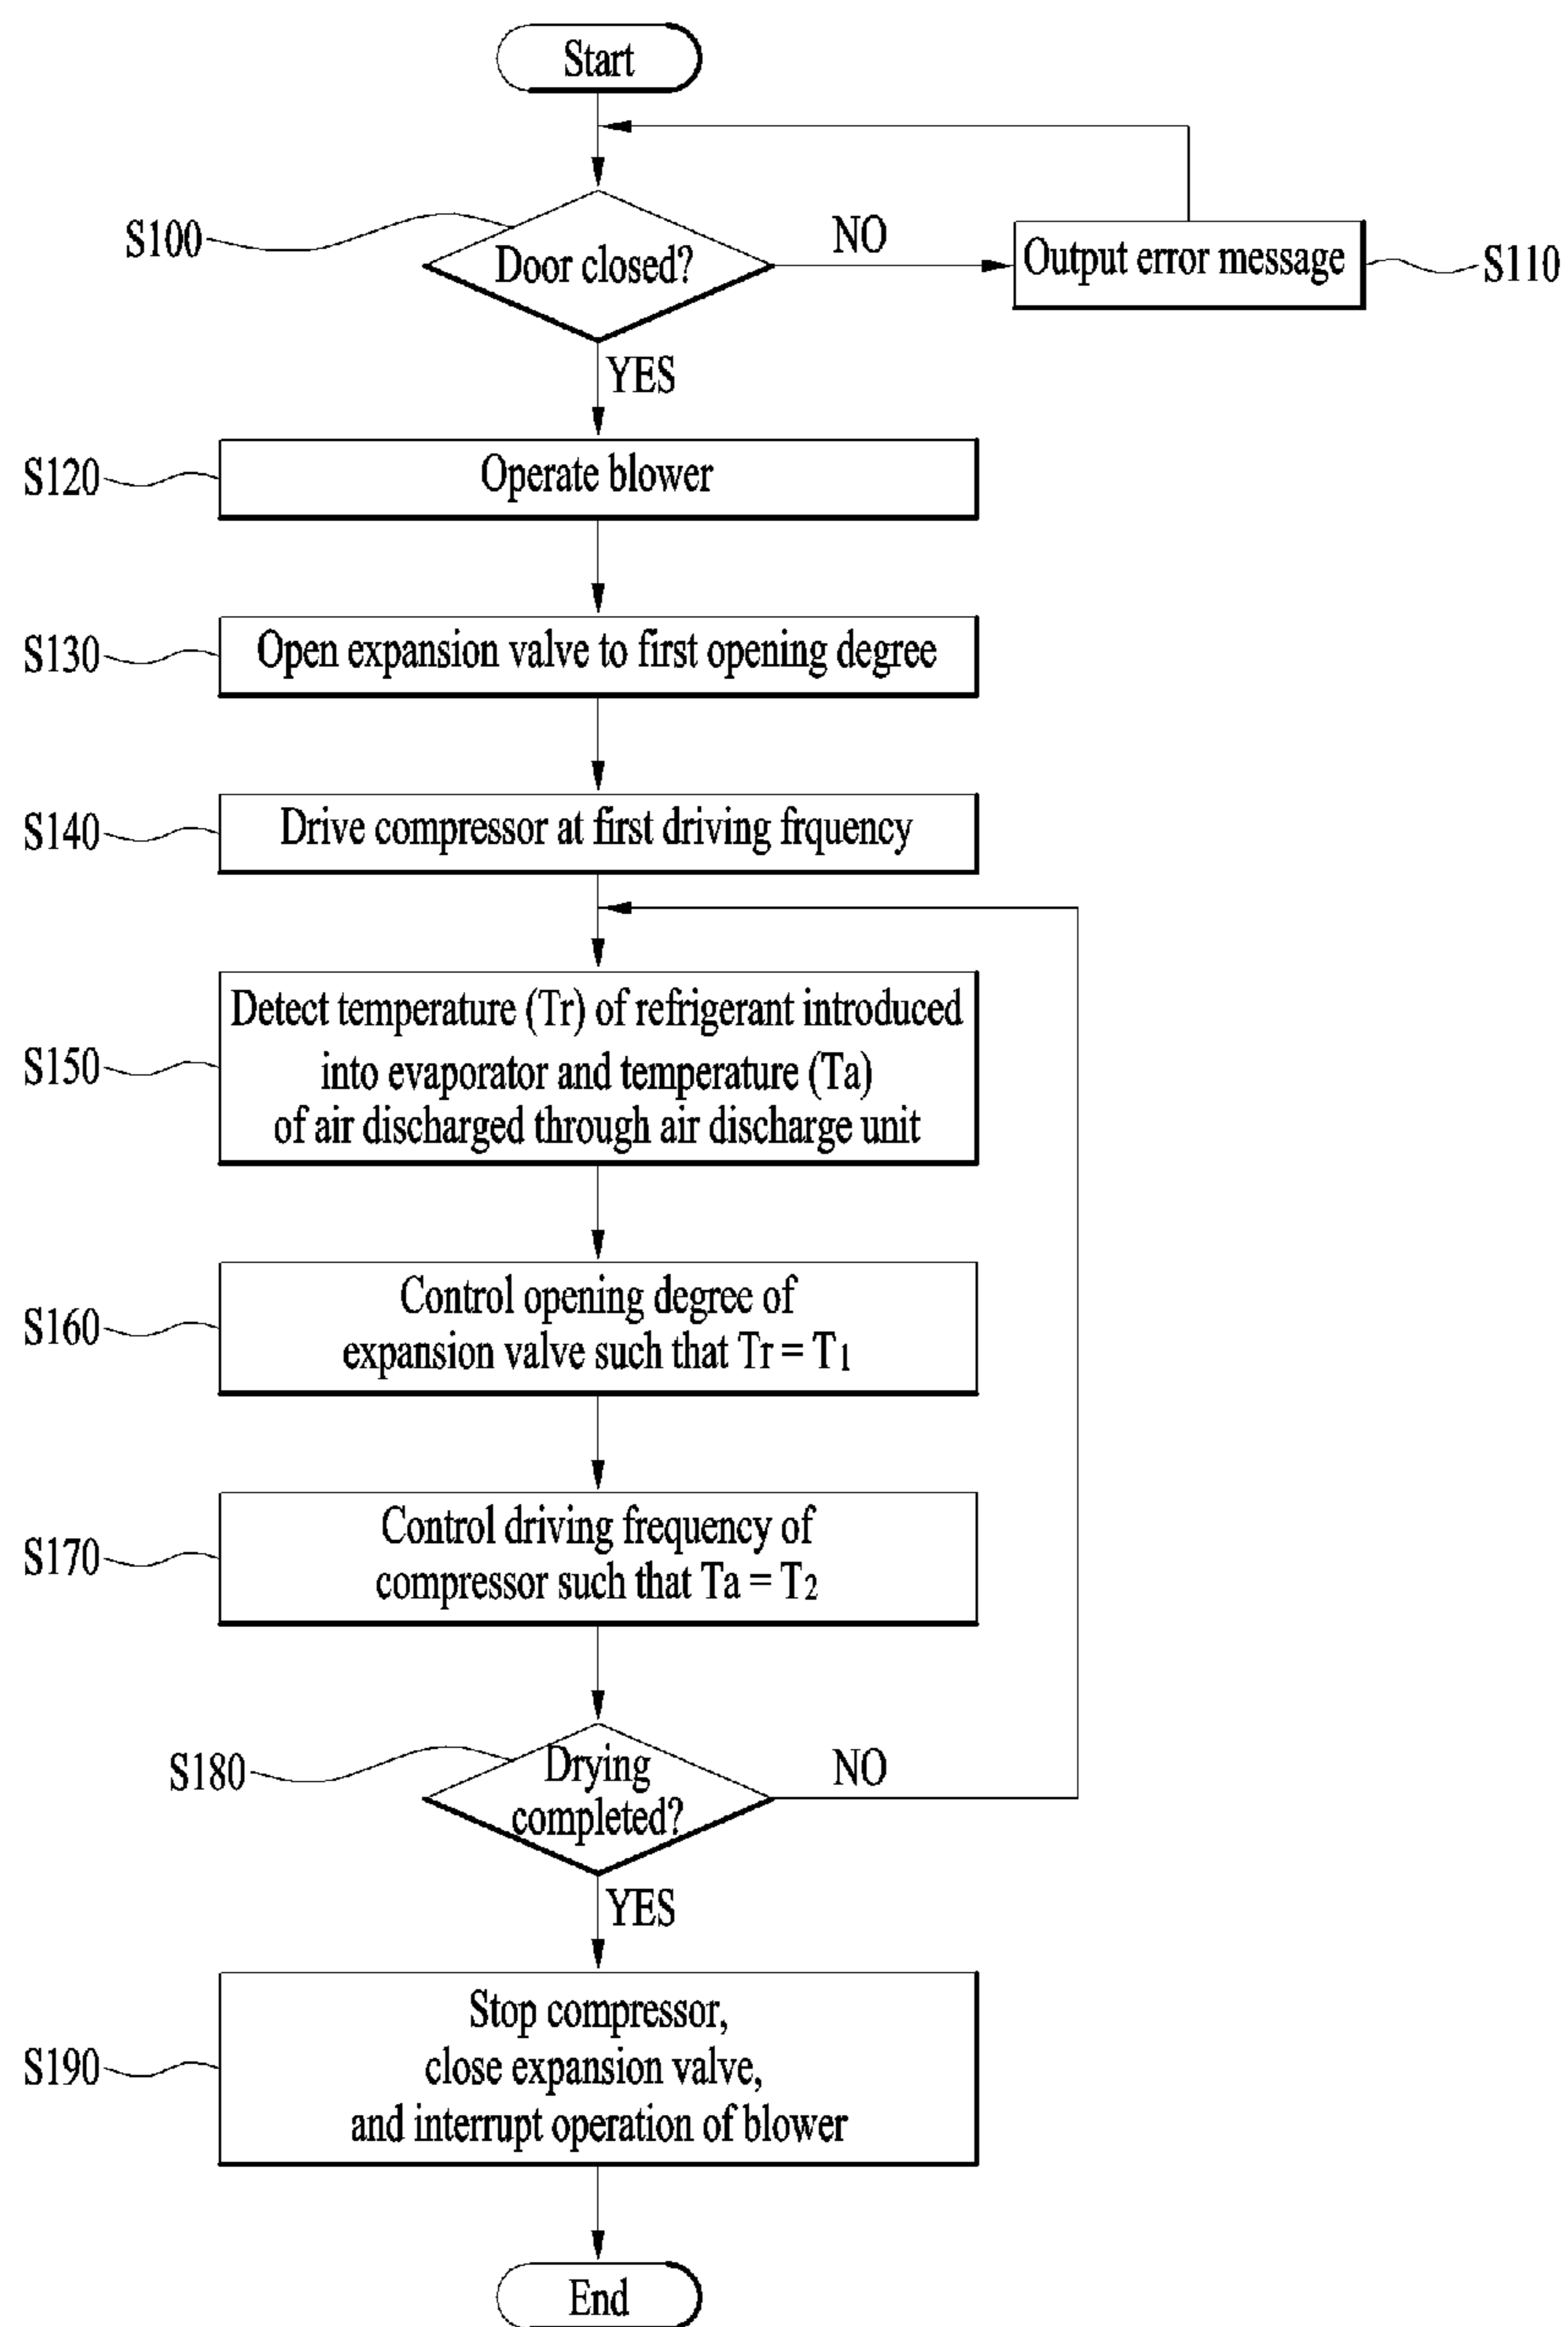 Start
S100
Door closed?
NO
Output error message
S110
YES
S120
Operate blower
S130
Open expansion valve to first opening degree
S140
Drive compressor at first driving frquency
S150
Detect temperature (Tr) of refrigerant introduced
into evaporator and temperature (Ta)
of air discharged through air discharge unit
S160
Control opening degree of
expansion valve such that Tr = T1
S170
Control driving frequency of
compressor such that Ta = T2
S180
Drying
completed?
NO
YES
S190
Stop compressor,
close expansion valve,
and interrupt operation of blower
End